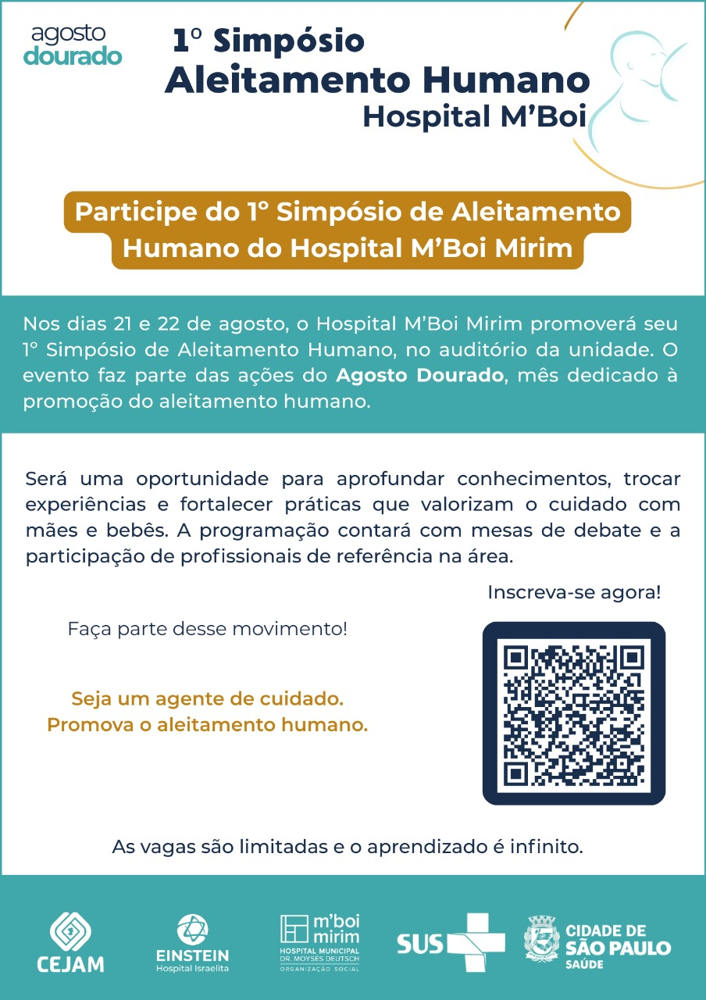 agosto
dourado
1º Simpósio
Aleitamento Humano
Hospital M'Boi
Participe do 1º Simpósio de Aleitamento
Humano do Hospital M'Boi Mirim
Nos dias 21 e 22 de agosto, o Hospital M'Boi Mirim promoverá seu
1º Simpósio de Aleitamento Humano, no auditório da unidade. O
evento faz parte das ações do Agosto Dourado, mês dedicado à
promoção do aleitamento humano.
Será uma oportunidade para aprofundar conhecimentos, trocar
experiências e fortalecer práticas que valorizam o cuidado com
mães e bebês. A programação contará com mesas de debate e a
participação de profissionais de referência na área.
Inscreva-se agora!
Faça parte desse movimento!
Seja um agente de cuidado.
Promova o aleitamento humano.
As vagas são limitadas e o aprendizado é infinito.
CEJAM
EINSTEIN
Hospital Israelita
m'boi
mirim
HOSPITAL MUNICIPAL
DR. MOYSÉS DEUTSCH
ORGANIZAÇÃO SOCIAL
SUS
CIDADE DE
SÃO PAULO
SAÚDE